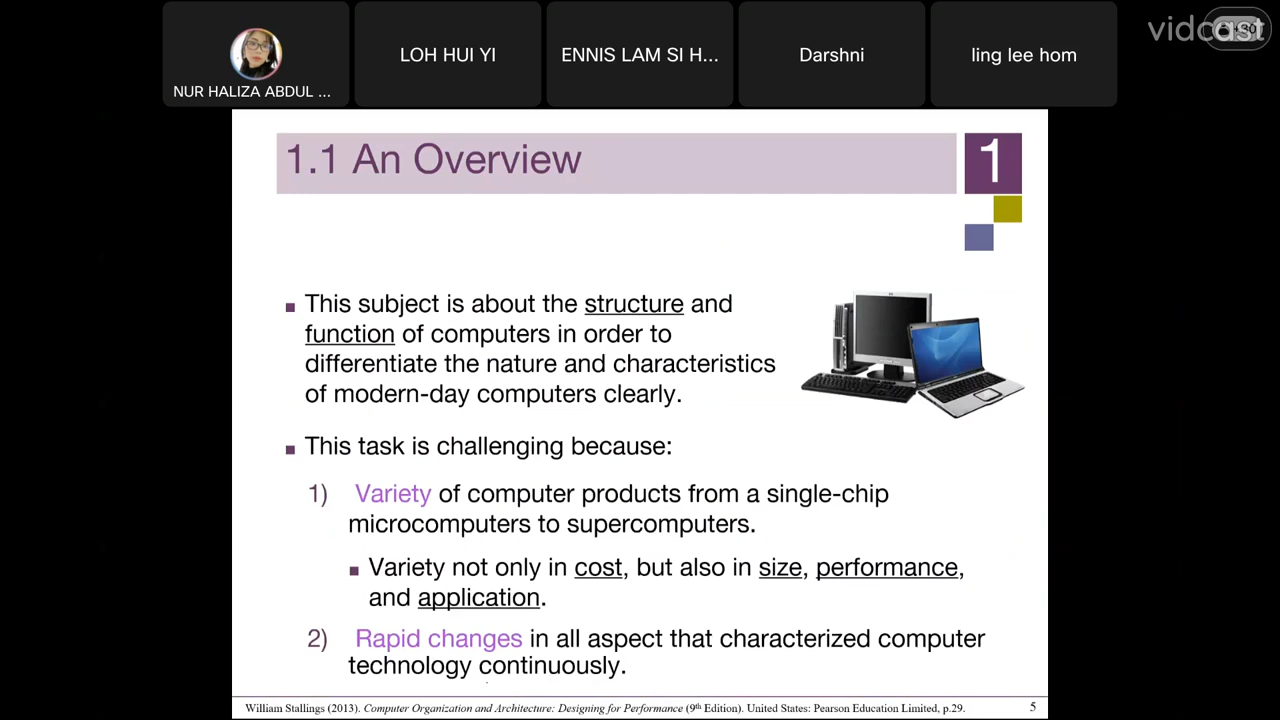 vidcast
NUR HALIZA ABDUL ...
LOH HUI YI
ENNIS LAM SI H...
Darshni
ling lee hom
1.1 An Overview
1
■ This subject is about the structure and
function of computers in order to
differentiate the nature and characteristics
of modern-day computers clearly.
■ This task is challenging because:
1) Variety of computer products from a single-chip
microcomputers to supercomputers.
■ Variety not only in cost, but also in size, performance,
and application.
2) Rapid changes in all aspect that characterized computer
technology continuously.
William Stallings (2013). Computer Organization and Architecture: Designing for Performance (9th Edition). United States: Pearson Education Limited, p.29.
5